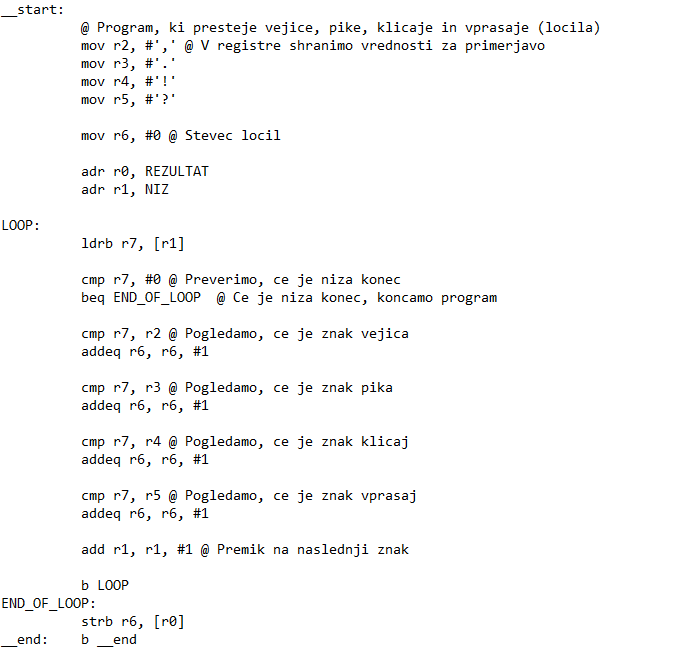 __start:
@ Program, ki presteje vejice, pike, klicaje in vprasaje (locila)
mov r2, #',' @ V registre shranimo vrednosti za primerjavo
mov r3, #'.'
mov r4, #'!'
mov r5, #'?'
mov r6, #0 @ Stevec locil
adr r0, REZULTAT
adr r1, NIZ
LOOP:
ldrb r7, [r1]
cmp r7, #0 @ Preverimo, ce je niza konec
beq END_OF_LOOP  @ Ce je niza konec, koncamo program
cmp r7, r2 @ Pogledamo, ce je znak vejica
addeq r6, r6, #1
cmp r7, r3 @ Pogledamo, ce je znak pika
addeq r6, r6, #1
cmp r7, r4 @ Pogledamo, ce je znak klicaj
addeq r6, r6, #1
cmp r7, r5 @ Pogledamo, ce je znak vprasaj
addeq r6, r6, #1
add r1, r1, #1 @ Premik na naslednji znak
b LOOP
END_OF_LOOP:
strb r6, [r0]
__end:    b __end